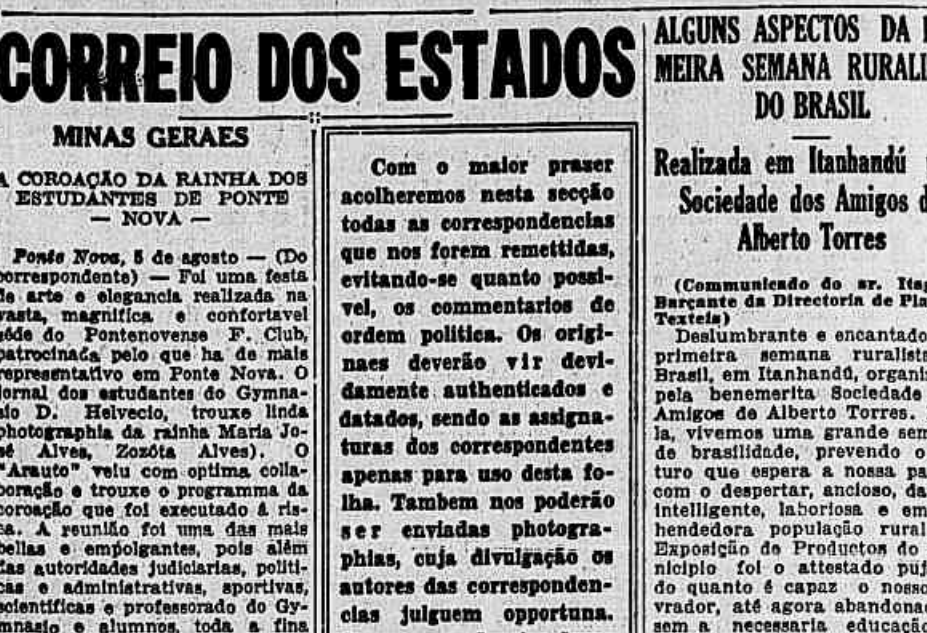 CORREIO DOS ESTADOS
MINAS GERAES
A COROAÇÃO DA RAINHA DOS
ESTUDANTES DE PONTE
— NOVA —
Ponte Nova, 5 de agosto — (Do
correspondente) — Foi uma festa
de arte e elegancia realizada na
vasta, magnifica e confortavel
séde do Pontenovense F. Club,
patrocinada pelo que ha de mais
representativo em Ponte Nova. O
jornal dos estudantes do Gymna-
sio D. Helvecio, trouxe linda
photographia da rainha Maria Jo-
sé Alves, Zozóta Alves). O
"Arauto" veiu com optima colla-
boração e trouxe o programma da
coroação que foi executado á ris-
ca. A reunião foi uma das mais
bellas e empolgantes, pois além
das autoridades judiciarias, politi-
cas e administrativas, sportivas,
scientificas e professorado do Gy-
mnasio e alumnos, toda a fina
Com o maior prazer
acolheremos nesta secção
todas as correspondencias
que nos forem remettidas,
evitando-se quanto possi-
vel, os commentarios de
ordem politica. Os origi-
naes deverão vir devi-
damente authenticados e
datados, sendo as assigna-
turas dos correspondentes
apenas para uso desta fo-
lha. Tambem nos poderão
ser enviadas photogra-
phias, cuja divulgação os
autores das corresponden-
cias julguem opportuna.
ALGUNS ASPECTOS DA
MEIRA SEMANA RURALI
DO BRASIL
Realizada em Itanhandú
Sociedade dos Amigos d
Alberto Torres
(Communicado do sr. Itag
Barçante da Directoria de Pla
Texteis)
Deslumbrante e encantado
primeira semana ruralista
Brasil, em Itanhandú, organi
pela benemerita Sociedade
Amigos de Alberto Torres.
la, vivemos uma grande sem
de brasilidade, prevendo o
turo que espera a nossa pa
com o despertar, ancioso, da
intelligente, laboriosa e em
hendedora população rural
Exposição de Productos do
nicipio foi o attestado puj
do quanto é capaz o nosso
vrador, até agora abandonad
sem a necessaria educação